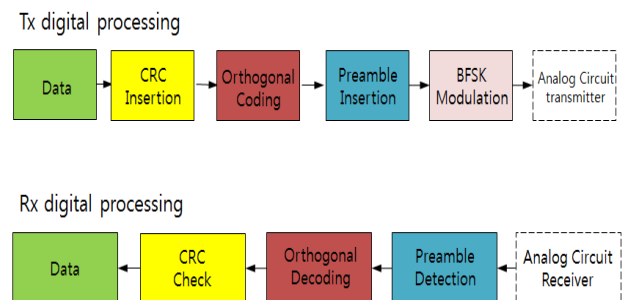 Tx digital processing
Data
CRC
Insertion
Orthogonal
Coding
Preamble
Insertion
BFSK
Modulation
Analog Circuit
transmitter
Rx digital processing
Data
CRC
Check
Orthogonal
Decoding
Preamble
Detection
Analog Circuit
Receiver